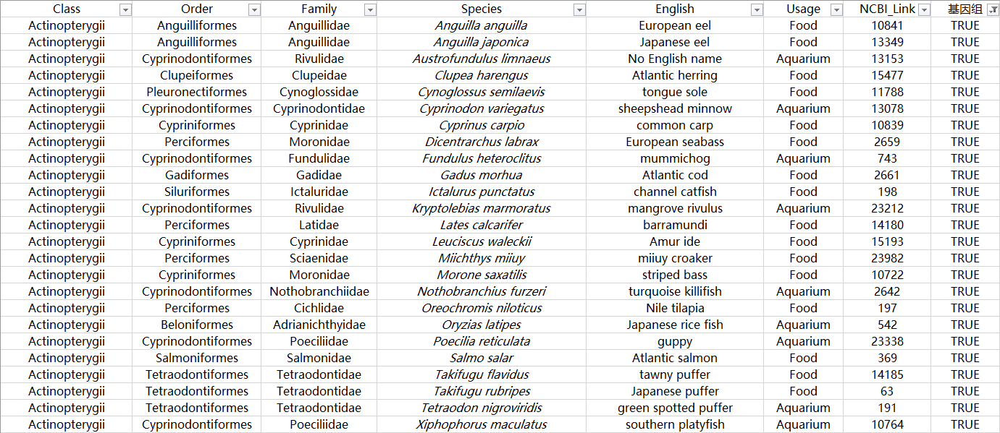 Class Order Family Species English Usage NCBI_Link 基因组
Actinopterygii Anguilliformes Anguillidae Anguilla anguilla European eel Food 10841 TRUE
Actinopterygii Anguilliformes Anguillidae Anguilla japonica Japanese eel Food 13349 TRUE
Actinopterygii Cyprinodontiformes Rivulidae Austrofundulus limnaeus No English name Aquarium 13153 TRUE
Actinopterygii Clupeiformes Clupeidae Clupea harengus Atlantic herring Food 15477 TRUE
Actinopterygii Pleuronectiformes Cynoglossidae Cynoglossus semilaevis tongue sole Food 11788 TRUE
Actinopterygii Cyprinodontiformes Cyprinodontidae Cyprinodon variegatus sheepshead minnow Aquarium 13078 TRUE
Actinopterygii Cypriniformes Cyprinidae Cyprinus carpio common carp Food 10839 TRUE
Actinopterygii Perciformes Moronidae Dicentrarchus labrax European seabass Food 2659 TRUE
Actinopterygii Cyprinodontiformes Fundulidae Fundulus heteroclitus mummichog Aquarium 743 TRUE
Actinopterygii Gadiformes Gadidae Gadus morhua Atlantic cod Food 2661 TRUE
Actinopterygii Siluriformes Ictaluridae Ictalurus punctatus channel catfish Food 198 TRUE
Actinopterygii Cyprinodontiformes Rivulidae Kryptolebias marmoratus mangrove rivulus Aquarium 23212 TRUE
Actinopterygii Perciformes Latidae Lates calcarifer barramundi Food 14180 TRUE
Actinopterygii Cypriniformes Cyprinidae Leuciscus waleckii Amur ide Food 15193 TRUE
Actinopterygii Perciformes Sciaenidae Miichthys miiuy miiuy croaker Food 23982 TRUE
Actinopterygii Cypriniformes Moronidae Morone saxatilis striped bass Food 10722 TRUE
Actinopterygii Cyprinodontiformes Nothobranchiidae Nothobranchius furzeri turquoise killifish Aquarium 2642 TRUE
Actinopterygii Perciformes Cichlidae Oreochromis niloticus Nile tilapia Food 197 TRUE
Actinopterygii Beloniformes Adrianichthyidae Oryzias latipes Japanese rice fish Aquarium 542 TRUE
Actinopterygii Cyprinodontiformes Poeciliidae Poecilia reticulata guppy Aquarium 23338 TRUE
Actinopterygii Salmoniformes Salmonidae Salmo salar Atlantic salmon Food 369 TRUE
Actinopterygii Tetraodontiformes Tetraodontidae Takifugu flavidus tawny puffer Food 14185 TRUE
Actinopterygii Tetraodontiformes Tetraodontidae Takifugu rubripes Japanese puffer Food 63 TRUE
Actinopterygii Tetraodontiformes Tetraodontidae Tetraodon nigroviridis green spotted puffer Aquarium 191 TRUE
Actinopterygii Cyprinodontiformes Poeciliidae Xiphophorus maculatus southern platyfish Aquarium 10764 TRUE